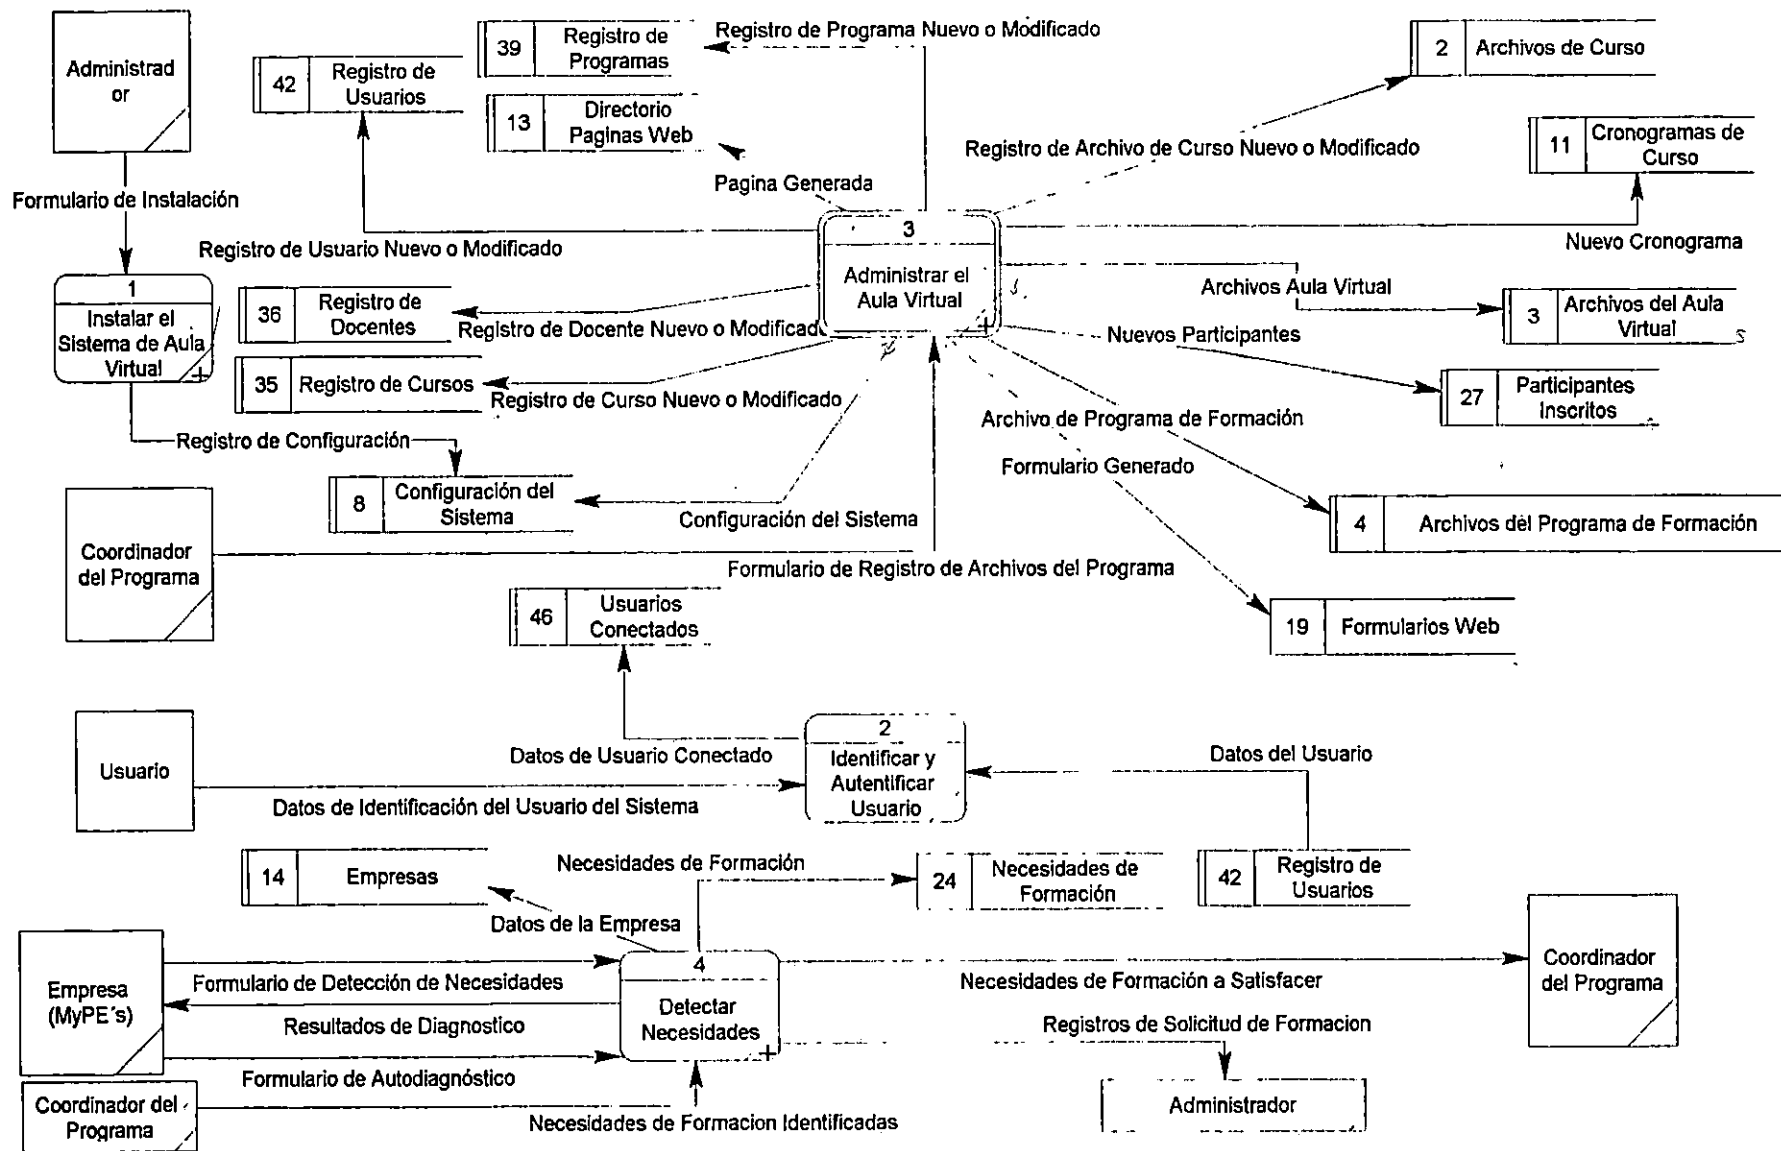 Administrad
or
42
Registro de
Usuarios
39
Registro de
Programas
Registro de Programa Nuevo o Modificado
13
Directorio
Paginas Web
2
Archivos de Curso
Registro de Archivo de Curso Nuevo o Modificado
11
Cronogramas de
Curso
Pagina Generada
Formulario de Instalación
Registro de Usuario Nuevo o Modificado
3
Administrar el
Aula Virtual
Nuevo Cronograma
1
Instalar el
Sistema de Aula
Virtual
36
Registro de
Docentes
Registro de Docente Nuevo o Modificado
Archivos Aula Virtual
3
Archivos del Aula
Virtual
Nuevos Participantes
35
Registro de Cursos
Registro de Curso Nuevo o Modificado
27
Participantes
Inscritos
Archivo de Programa de Formación
Registro de Configuración
Formulario Generado
8
Configuración del
Sistema
Configuración del Sistema
4
Archivos del Programa de Formación
Coordinador
del Programa
Formulario de Registro de Archivos del Programa
46
Usuarios
Conectados
19
Formularios Web
Usuario
Datos de Usuario Conectado
2
Identificar y
Autentificar
Usuario
Datos del Usuario
Datos de Identificación del Usuario del Sistema
14
Empresas
Necesidades de Formación
24
Necesidades de
Formación
42
Registro de
Usuarios
Datos de la Empresa
Empresa
(MyPE´s)
Formulario de Detección de Necesidades
4
Detectar
Necesidades
Necesidades de Formación a Satisfacer
Coordinador
del Programa
Resultados de Diagnostico
Registros de Solicitud de Formacion
Formulario de Autodiagnóstico
Coordinador del
Programa
Necesidades de Formacion Identificadas
Administrador